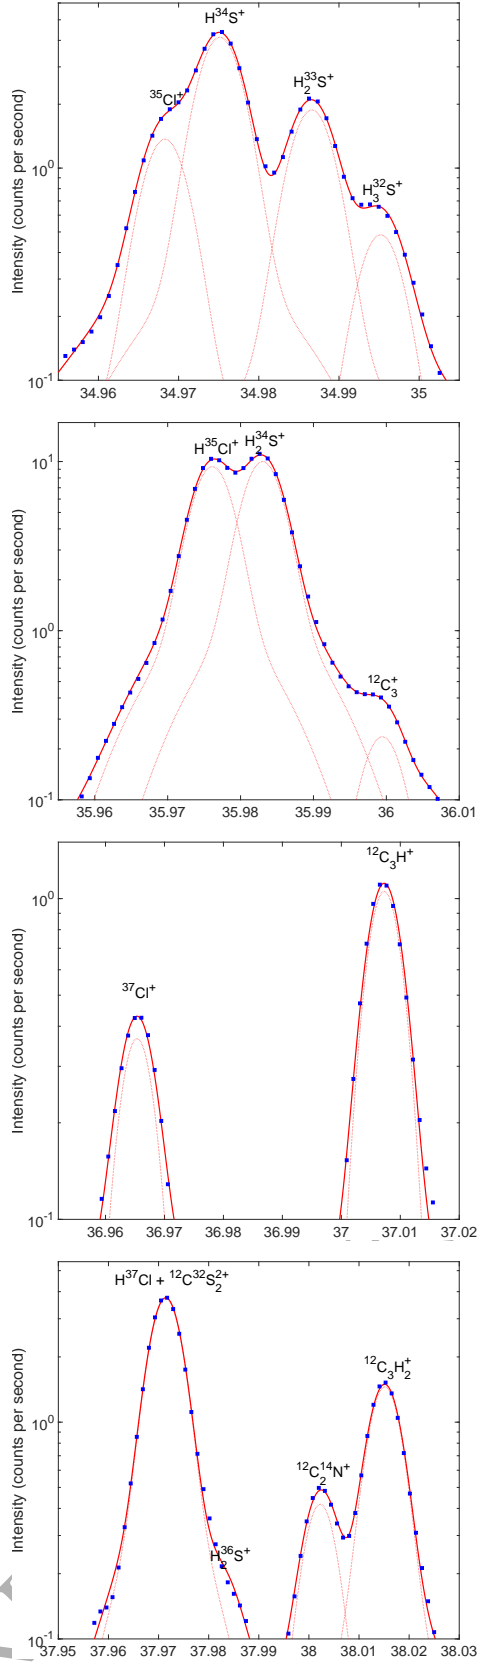 H³⁴S⁺
³⁵Cl⁺
H₂³³S⁺
H₃³²S⁺
Intensity (counts per second)
10⁰
10⁻¹
34.96 34.97 34.98 34.99 35
H³⁵Cl⁺ H₂³⁴S⁺
¹²C₃⁺
Intensity (counts per second)
10¹
10⁰
10⁻¹
35.96 35.97 35.98 35.99 36 36.01
¹²C₃H⁺
³⁷Cl⁺
Intensity (counts per second)
10⁰
10⁻¹
36.96 36.97 36.98 36.99 37 37.01 37.02
H³⁷Cl + ¹²C³²S₂²⁺
¹²C₃H₂⁺
¹²C₂¹⁴N⁺
H₂³⁶S⁺
Intensity (counts per second)
10⁰
10⁻¹
37.95 37.96 37.97 37.98 37.99 38 38.01 38.02 38.03